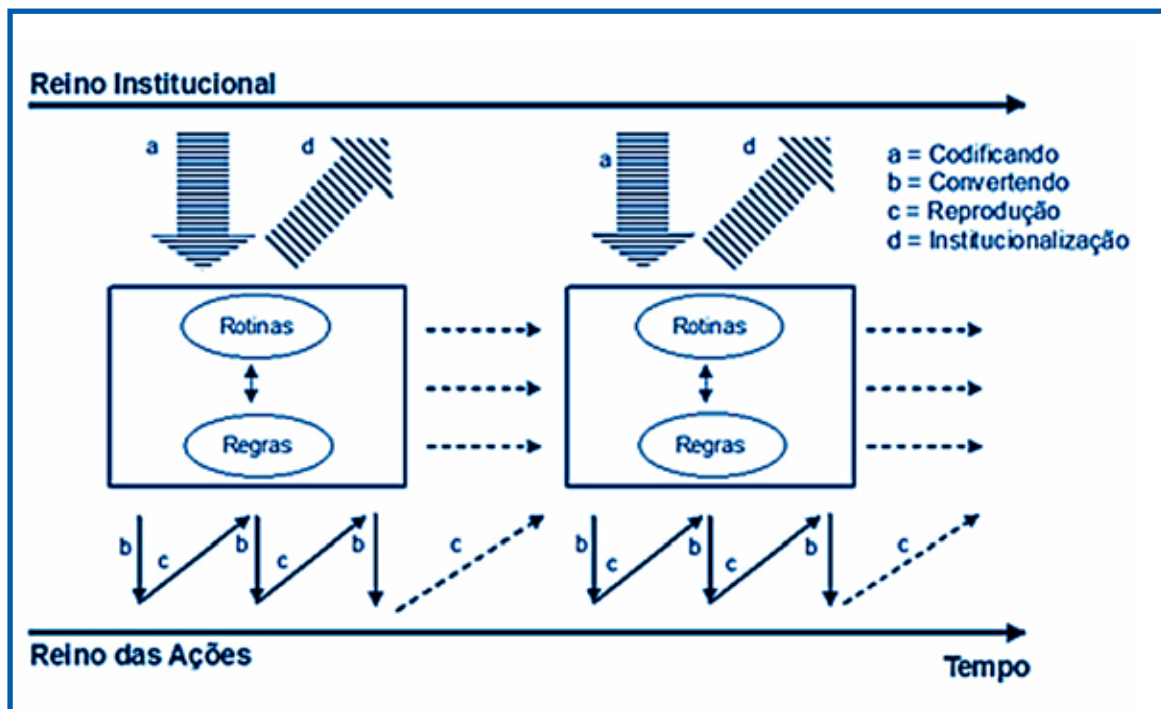 Reino Institucional
a
d
a
d
a = Codificando
b = Convertendo
c = Reprodução
d = Institucionalização
Rotinas
Rotinas
Regras
Regras
b
c
b
c
b
c
b
c
b
c
b
c
Reino das Ações
Tempo